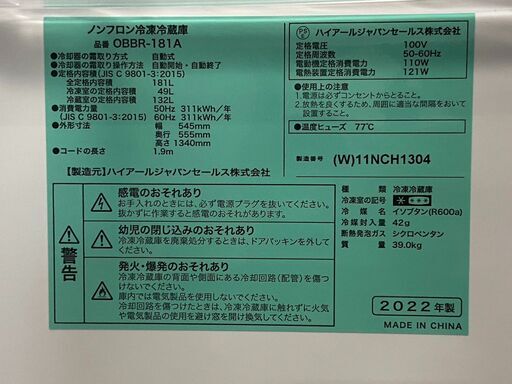 ノンフロン冷凍冷蔵庫
品番 OBBR-181A
●冷却器の霜取り方式 自動式
●冷却器の霜取り操作方法 自動開始・自動終了
●定格内容積(JIS C 9801-3:2015)
全定格内容積 181L
冷凍室の定格内容積 49L
冷蔵室の定格内容積 132L
●消費電力量 50Hz 311kWh/年
(JIS C 9801-3:2015) 60Hz 311kWh/年
●外形寸法 幅 545mm
奥行 555mm
高さ 1340mm
●コードの長さ 1.9m
【製造元】ハイアールジャパンセールス株式会社
PSE ハイアールジャパンセールス株式会社
定格電圧 100V
定格周波数 50-60Hz
電動機定格消費電力 110W
電熱装置定格消費電力 121W
●使用上の注意
1.電源は必ずコンセントからとること。
2.放熱を良くするため、周囲に適当な間隔をおいて
設置すること。
●温度ヒューズ 77℃
製造番号 (W)11NCH1304
警告
感電のおそれあり
お手入れのときには、必ず電源プラグを抜いてください。
抜かずに作業すると、感電するおそれがあります。
幼児の閉じ込めのおそれあり
冷凍冷蔵庫を廃棄処分するときは、ドアパッキンを外してください。
発火・爆発のおそれあり
冷凍冷蔵庫の背面や側面にある冷却回路(配管)を傷つ
けないでください。
庫内では電気製品を使用しないでください。
冷却回路を傷つけたときは、冷凍冷蔵庫に触れずに火気
や電気製品の使用を避け窓を開け換気してください。
種類 冷凍冷蔵庫
冷凍室の記号
冷媒 イソブタン(R600a)
冷媒封入量 42g
断熱発泡ガス シクロペンタン
質量 39.0kg
2022年製
MADE IN CHINA